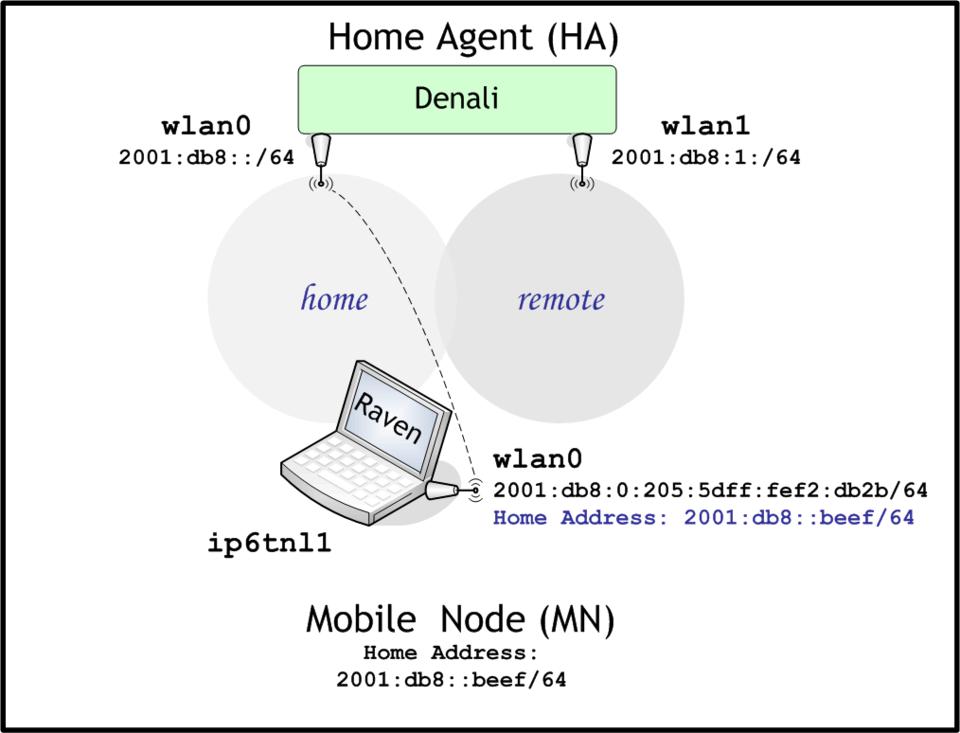 Home Agent (HA)
Denali
wlan0
2001:db8::/64
wlan1
2001:db8:1:/64
home
remote
Raven
wlan0
2001:db8:0:205:5dff:fef2:db2b/64
Home Address: 2001:db8::beef/64
ip6tnl1
Mobile Node (MN)
Home Address:
2001:db8::beef/64